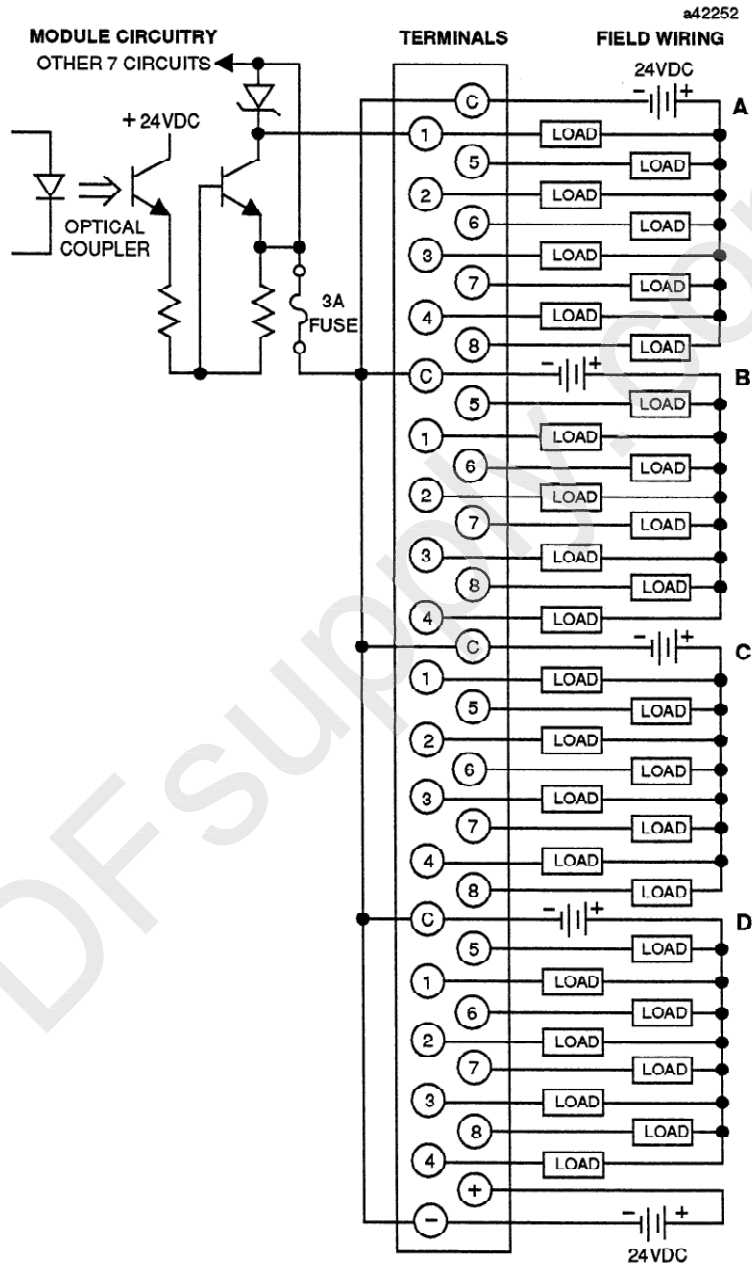 a42252
MODULE CIRCUITRY
TERMINALS
FIELD WIRING
OTHER 7 CIRCUITS
24VDC
C
- +
A
+ 24VDC
1
LOAD
5
LOAD
2
LOAD
OPTICAL
COUPLER
6
LOAD
3
LOAD
7
LOAD
3A
FUSE
4
LOAD
8
LOAD
C
- +
B
5
LOAD
1
LOAD
6
LOAD
2
LOAD
7
LOAD
3
LOAD
8
LOAD
4
LOAD
C
- +
C
1
LOAD
5
LOAD
2
LOAD
6
LOAD
3
LOAD
7
LOAD
4
LOAD
8
LOAD
C
- +
D
5
LOAD
1
LOAD
6
LOAD
2
LOAD
7
LOAD
3
LOAD
8
LOAD
4
LOAD
+
-
- +
24VDC
DFsupply.com